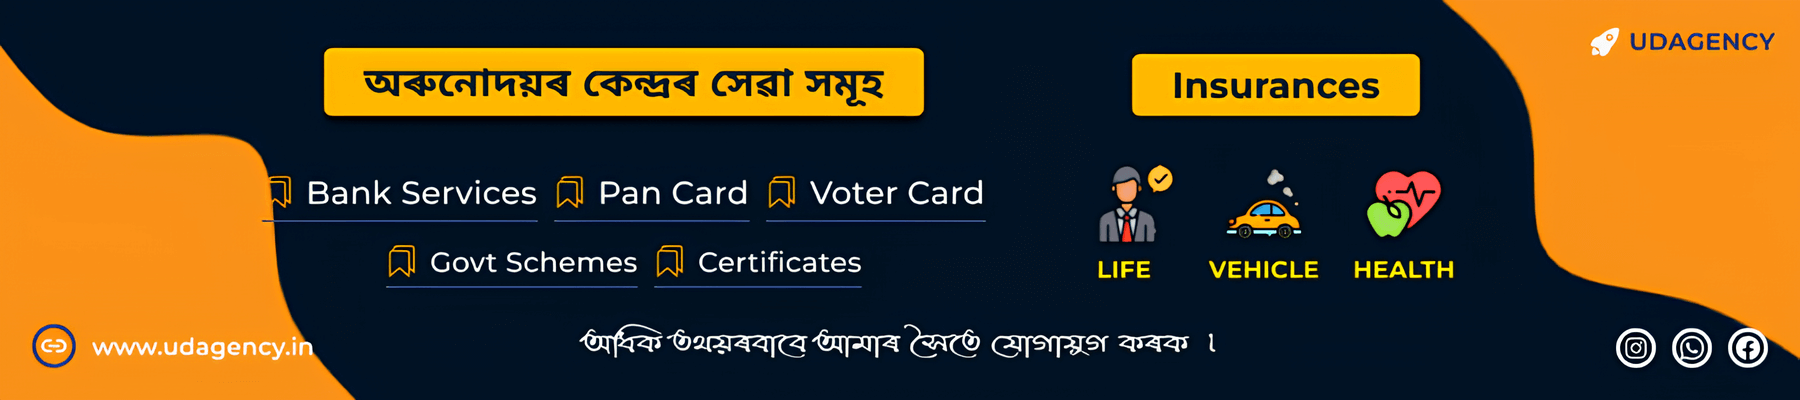 UDAGENCY
অৰুনোদয়ৰ কেন্দ্ৰৰ সেৱা সমূহ
Insurances
Bank Services Pan Card Voter Card
Govt Schemes Certificates
LIFE VEHICLE HEALTH
www.udagency.in
অধিক তথ্যৰবাবে আমাৰ সৈতে যোগাযুগ কৰক ।